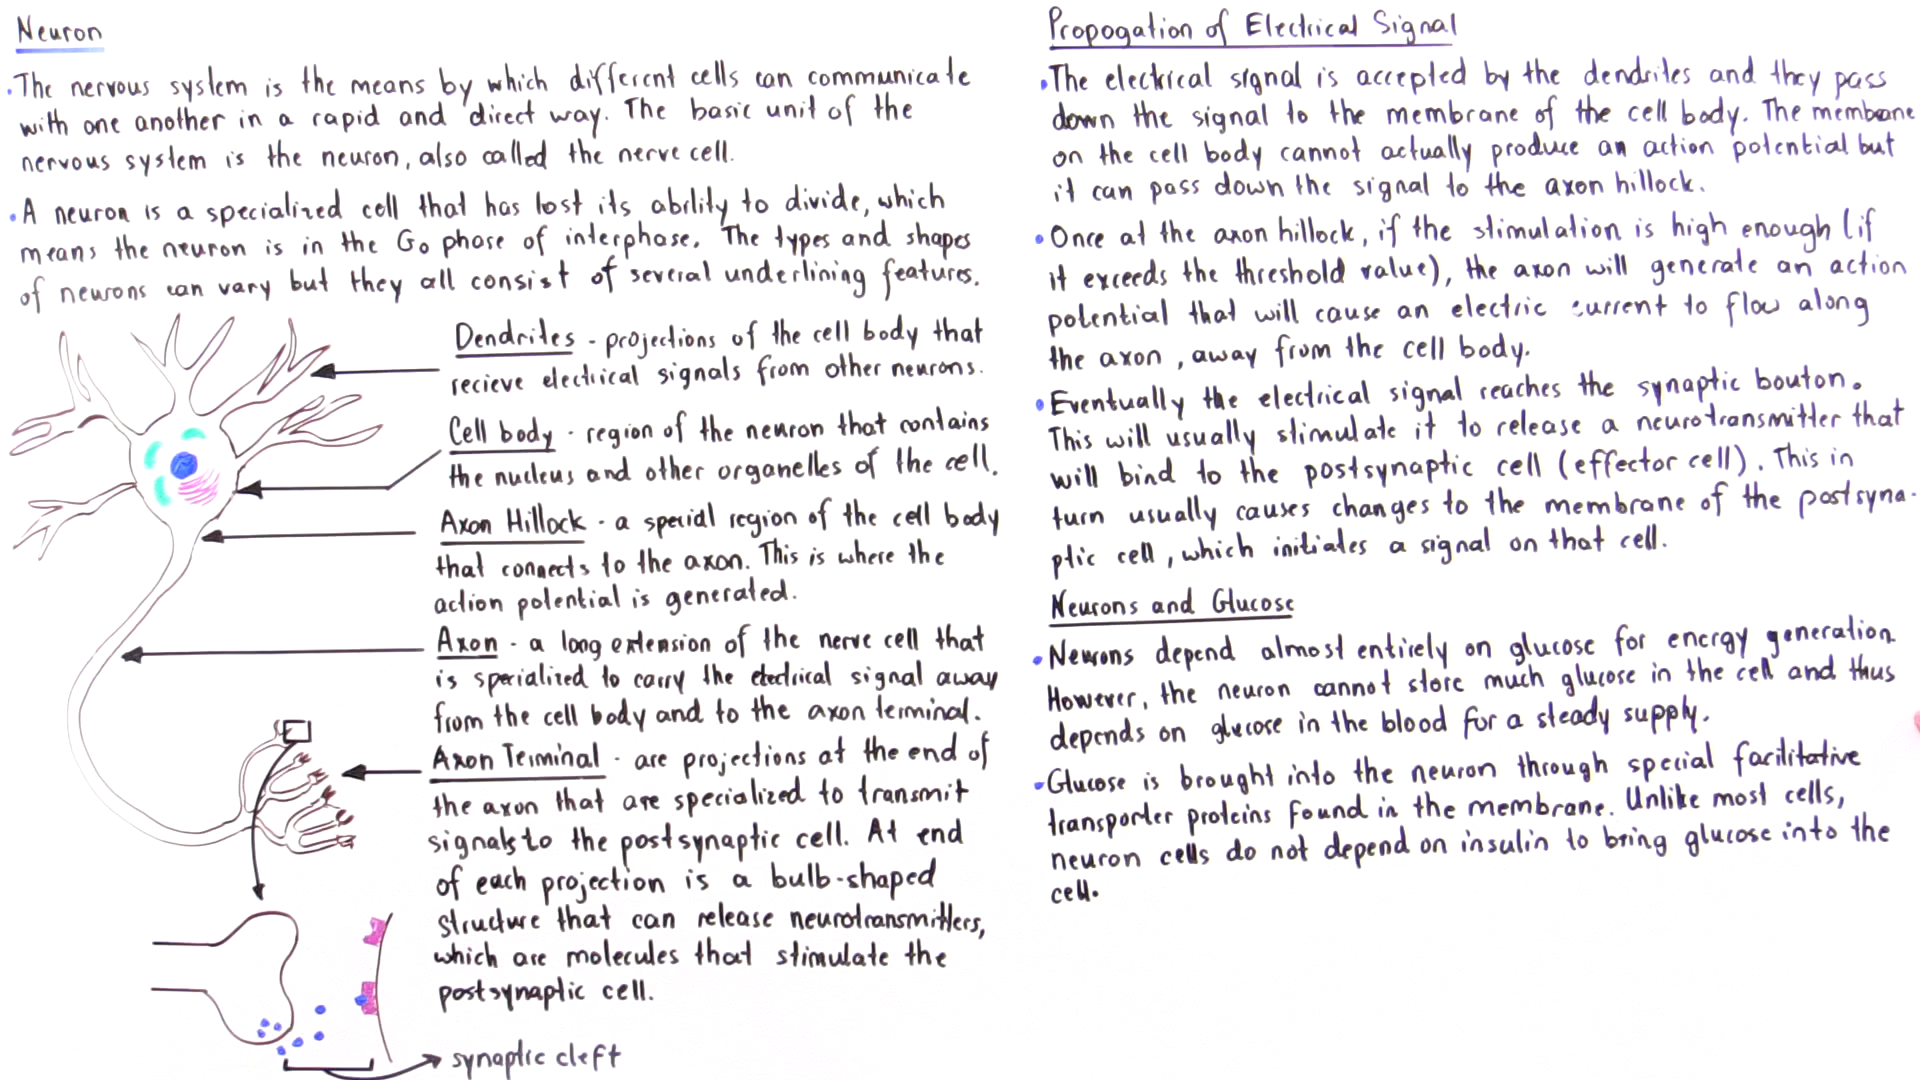 Neuron
• The nervous system is the means by which different cells can communicate
with one another in a rapid and direct way. The basic unit of the
nervous system is the neuron, also called the nerve cell.
• A neuron is a specialized cell that has lost its ability to divide, which
means the neuron is in the Go phase of interphase. The types and shapes
of neurons can vary but they all consist of several underlining features.
Dendrites - projections of the cell body that
recieve electrical signals from other neurons.
Cell body - region of the neuron that contains
the nucleus and other organelles of the cell.
Axon Hillock - a special region of the cell body
that connects to the axon. This is where the
action potential is generated.
Axon - a long extension of the nerve cell that
is specialized to carry the electrical signal away
from the cell body and to the axon terminal.
Axon Terminal - are projections at the end of
the axon that are specialized to transmit
signals to the postsynaptic cell. At end
of each projection is a bulb-shaped
structure that can release neurotransmitters,
which are molecules that stimulate the
postsynaptic cell.
synaptic cleft
Propogation of Electrical Signal
• The electrical signal is accepted by the dendrites and they pass
down the signal to the membrane of the cell body. The membrane
on the cell body cannot actually produce an action potential but
it can pass down the signal to the axon hillock.
• Once at the axon hillock, if the stimulation is high enough (if
it exceeds the threshold value), the axon will generate an action
potential that will cause an electric current to flow along
the axon, away from the cell body.
• Eventually the electrical signal reaches the synaptic bouton.
This will usually stimulate it to release a neurotransmitter that
will bind to the postsynaptic cell (effector cell). This in
turn usually causes changes to the membrane of the postsyna-
ptic cell, which initiates a signal on that cell.
Neurons and Glucose
• Neurons depend almost entirely on glucose for energy generation.
However, the neuron cannot store much glucose in the cell and thus
depends on glucose in the blood for a steady supply.
• Glucose is brought into the neuron through special facilitative
transporter proteins found in the membrane. Unlike most cells,
neuron cells do not depend on insulin to bring glucose into the
cell.